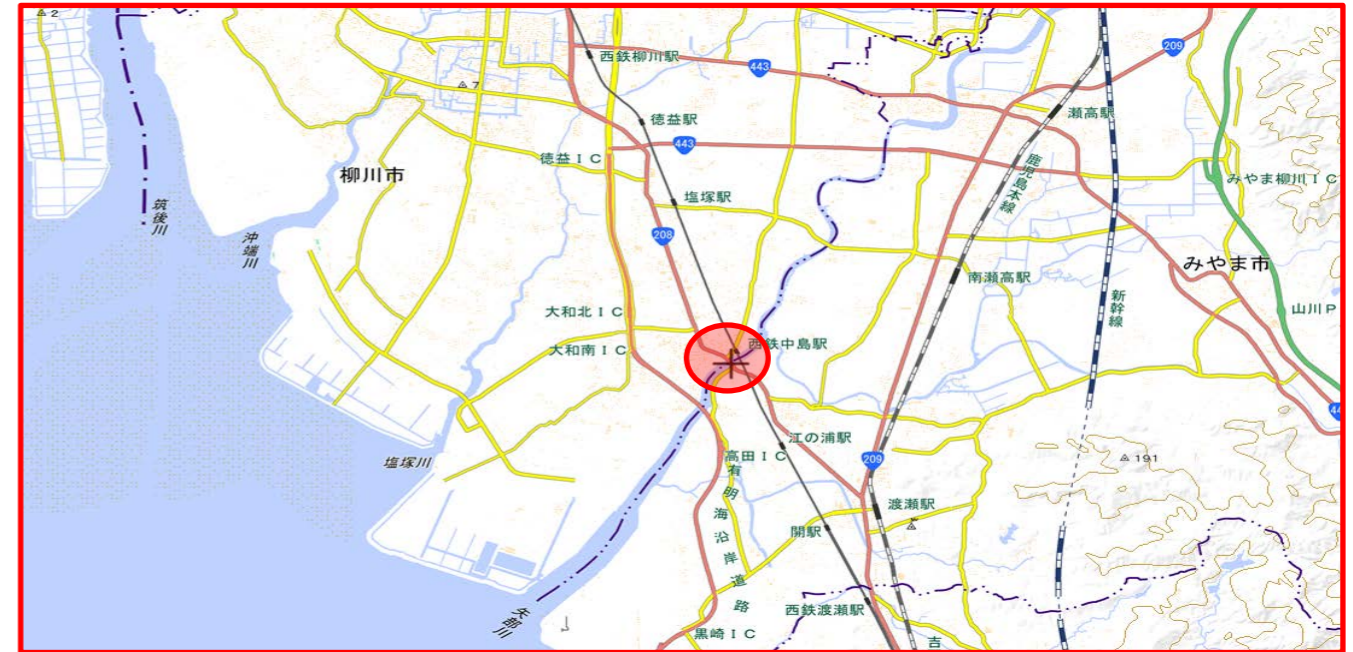 2
209
西鉄柳川駅
443
7
徳益駅
瀬高駅
443
徳益IC
鹿児島本線
柳川市
みやま柳川IC
塩塚駅
筑後川
沖端川
208
みやま市
南瀬高駅
新幹線
大和北IC
山川P
西鉄中島駅
大和南IC
44
江の浦駅
塩塚川
高田IC
209
191
有明海沿岸道路
渡瀬駅
開駅
矢部川
西鉄渡瀬駅
黒崎IC
吉